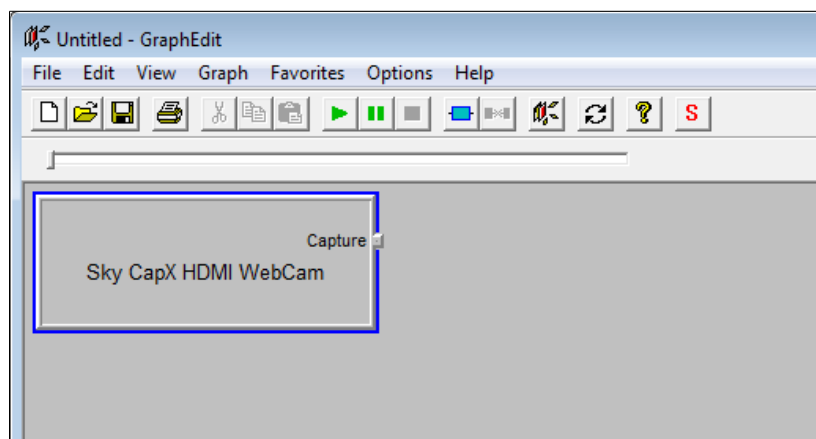 Untitled - GraphEdit
File Edit View Graph Favorites Options Help
S
Capture
Sky CapX HDMI WebCam